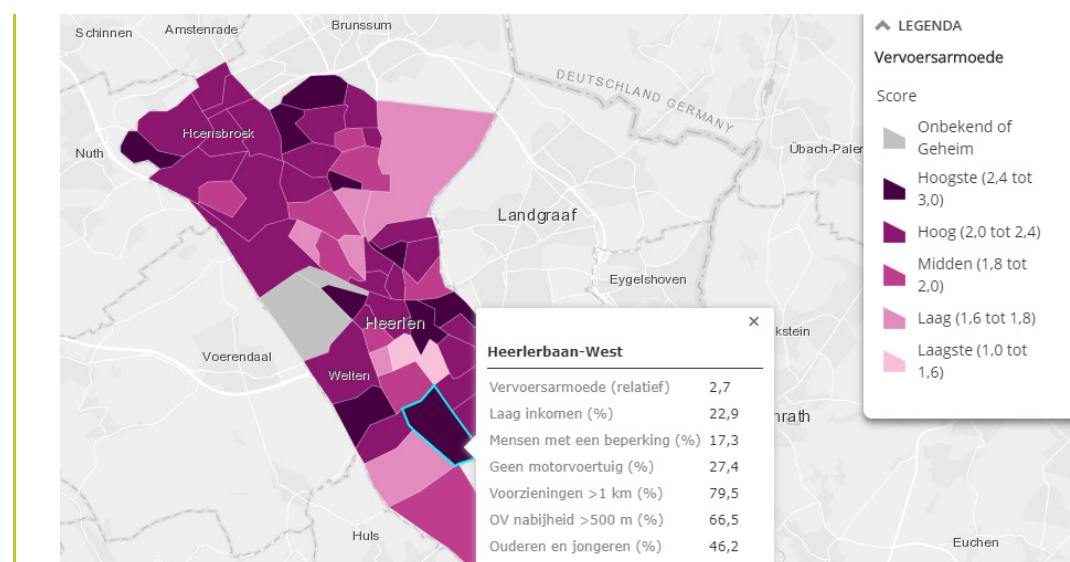 Schinnen
Amstenrade
Brunssum
DEUTSCHLAND
GERMANY
Hoensbroek
Nuth
Übach-Paler
Landgraaf
Eygelshoven
Heerlen
Voerendaal
Welten
kstein
rath
Huls
Euchen
Heerlerbaan-West
Vervoersarmoede (relatief) 2,7
Laag inkomen (%) 22,9
Mensen met een beperking (%) 17,3
Geen motorvoertuig (%) 27,4
Voorzieningen >1 km (%) 79,5
OV nabijheid >500 m (%) 66,5
Ouderen en jongeren (%) 46,2
LEGENDA
Vervoersarmoede
Score
Onbekend of
Geheim
Hoogste (2,4 tot
3,0)
Hoog (2,0 tot 2,4)
Midden (1,8 tot
2,0)
Laag (1,6 tot 1,8)
Laagste (1,0 tot
1,6)